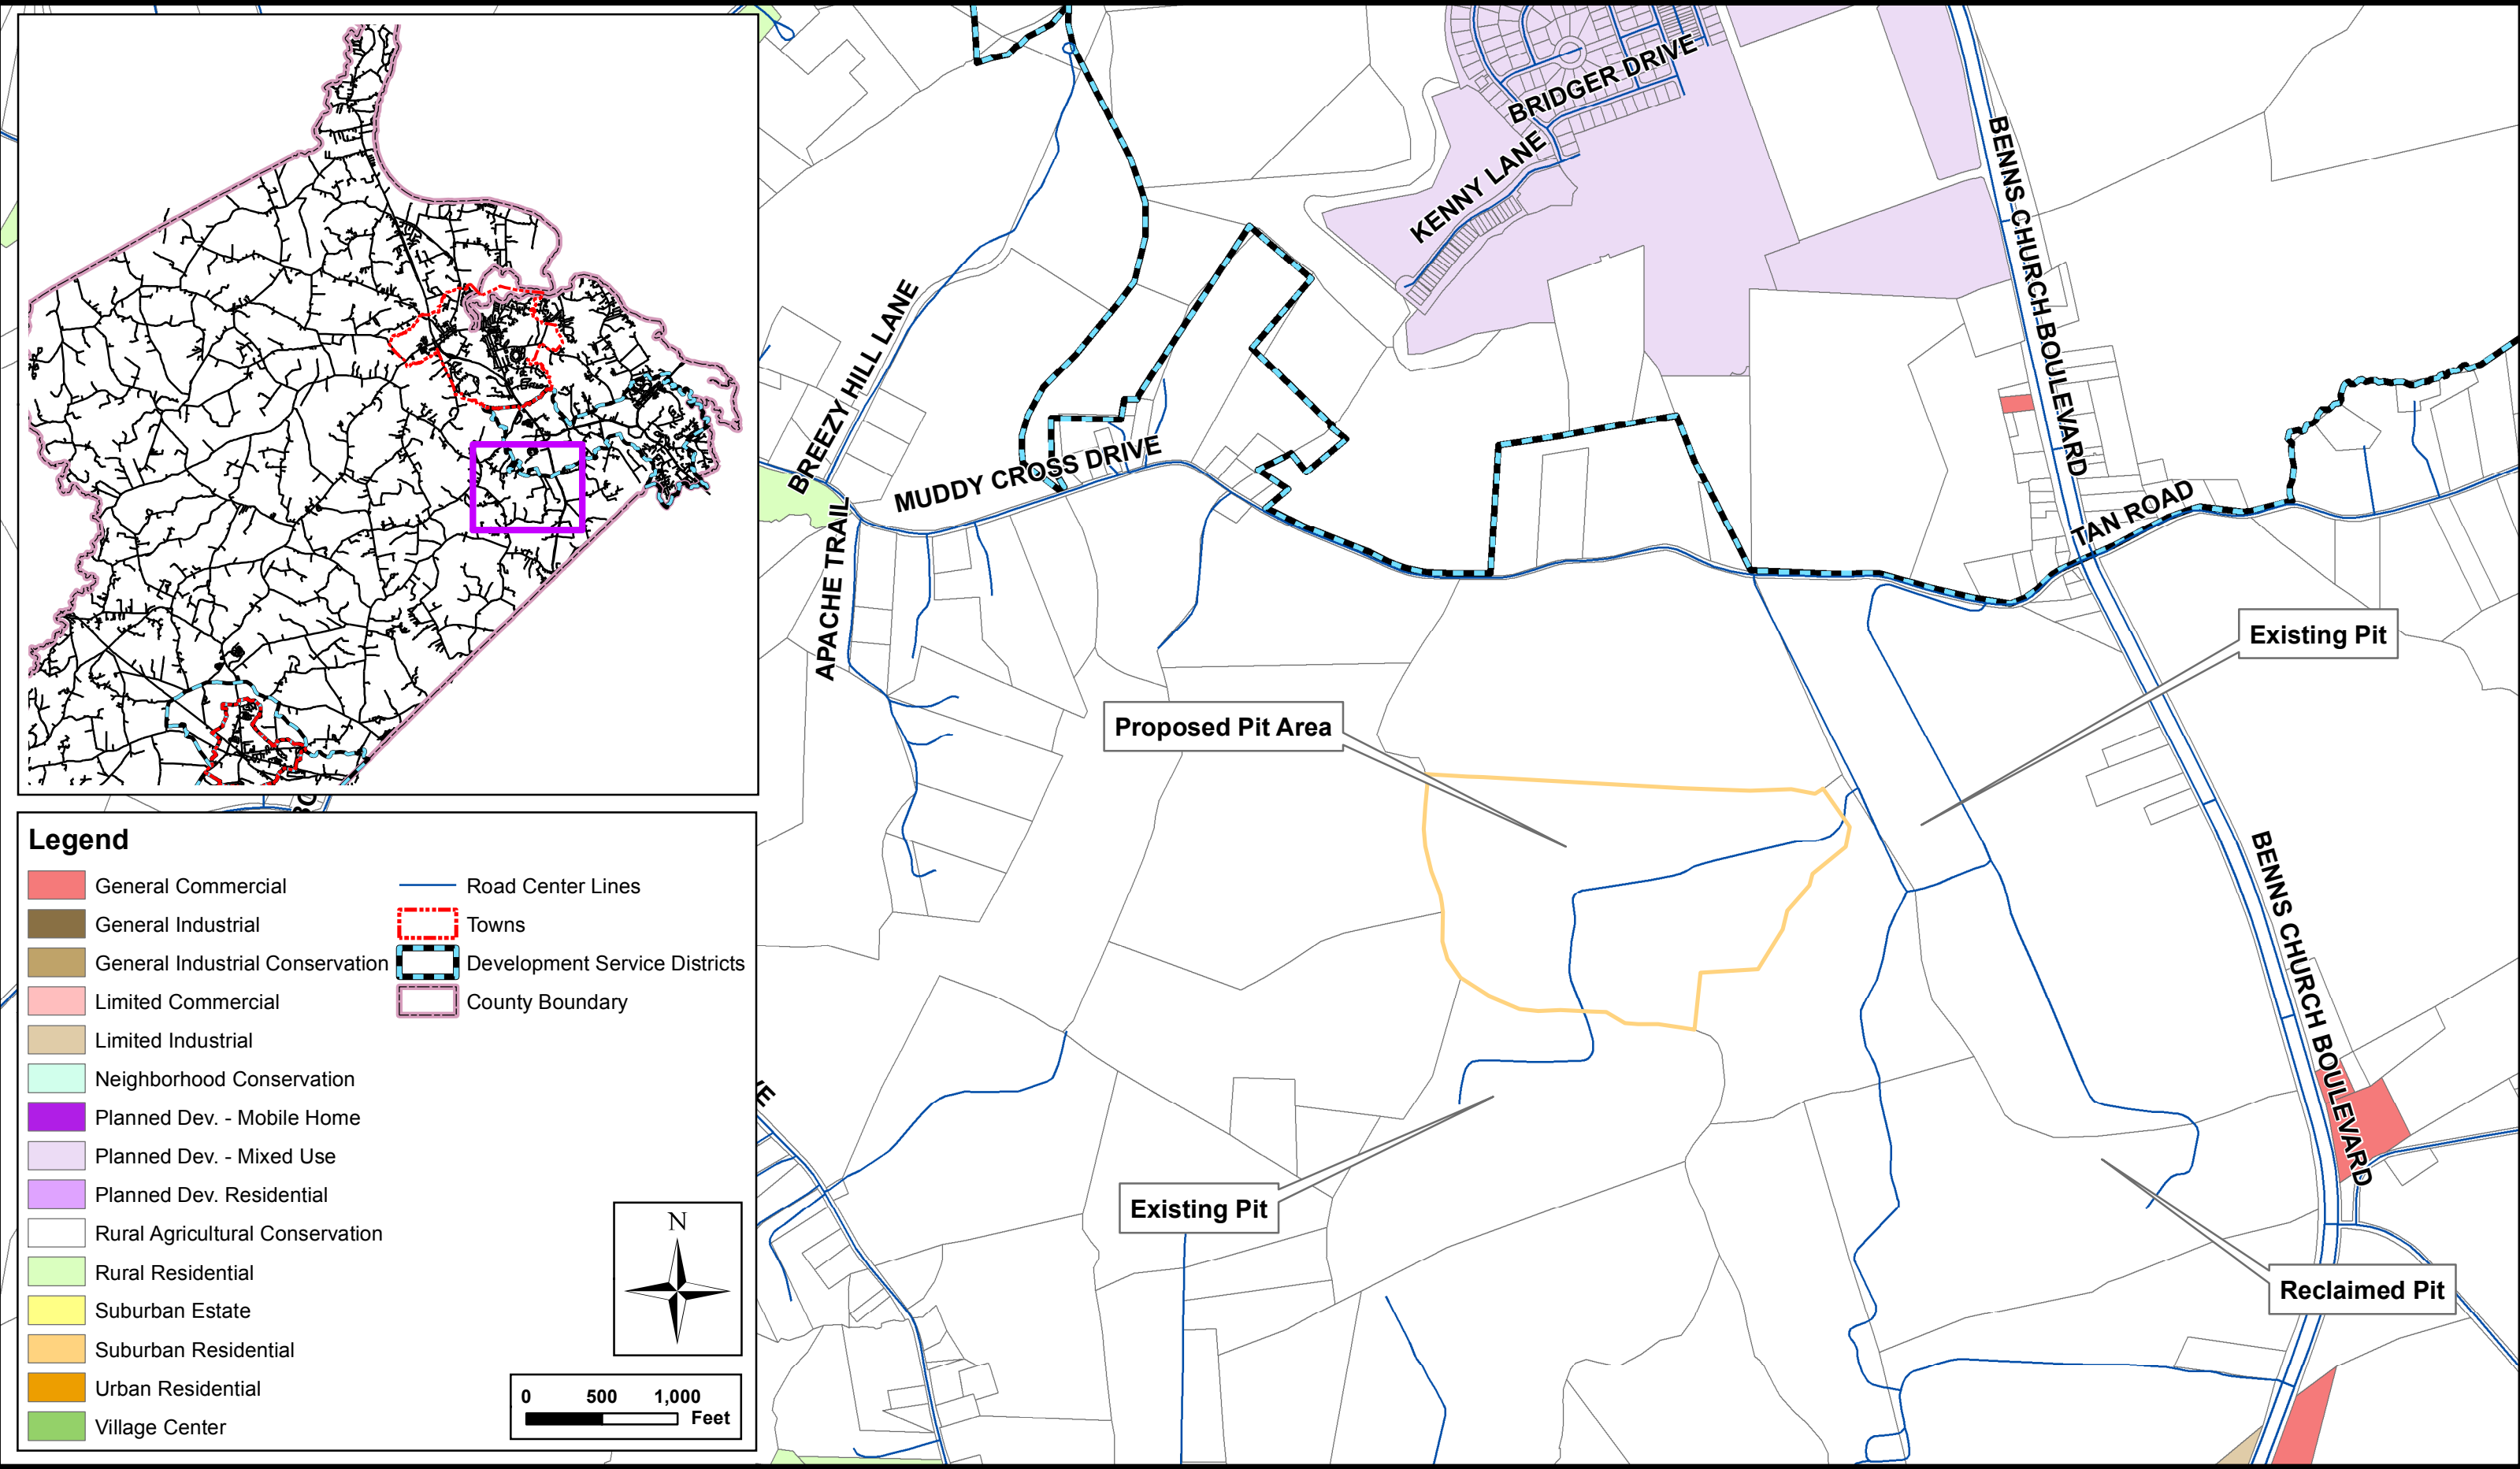 BRIDGER DRIVE
KENNY LANE
BENNS CHURCH BOULEVARD
BREEZY HILL LANE
MUDDY CROSS DRIVE
APACHE TRAIL
TAN ROAD
Existing Pit
Proposed Pit Area
BENNS CHURCH BOULEVARD
Existing Pit
Reclaimed Pit
Legend
General Commercial
General Industrial
General Industrial Conservation
Limited Commercial
Limited Industrial
Neighborhood Conservation
Planned Dev. - Mobile Home
Planned Dev. - Mixed Use
Planned Dev. Residential
Rural Agricultural Conservation
Rural Residential
Suburban Estate
Suburban Residential
Urban Residential
Village Center
Road Center Lines
Towns
Development Service Districts
County Boundary
N
0 500 1,000
Feet